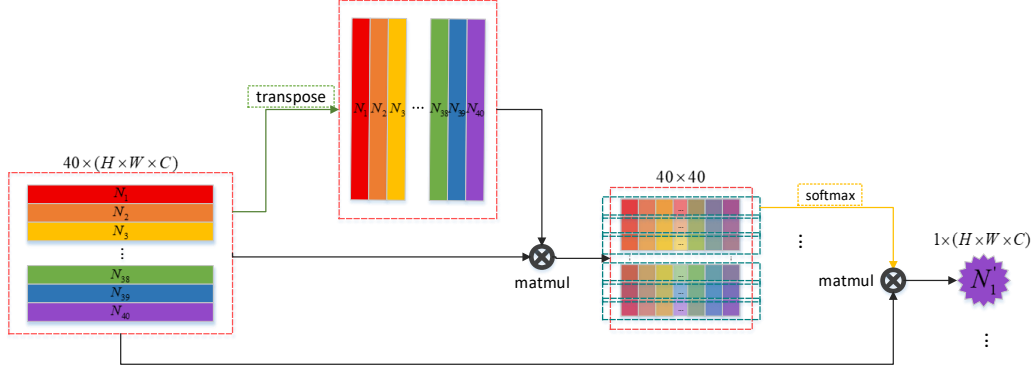 transpose
N₁ N₂ N₃ ... N₃₈ N₃₉ N₄₀
40×(H×W×C)
N₁
N₂
N₃
⋮
N₃₈
N₃₉
N₄₀
matmul
40×40
...
...
...
...
...
...
softmax
⋮
matmul
1×(H×W×C)
N₁'
⋮